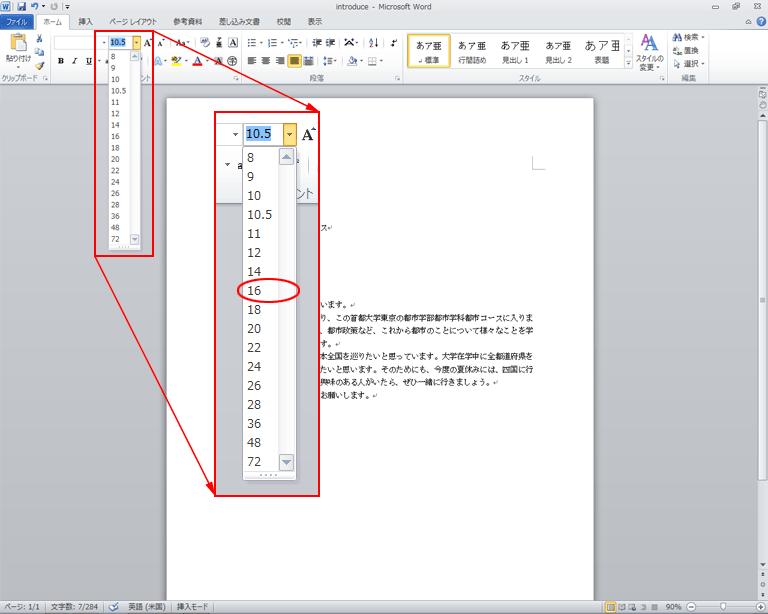 introduce - Microsoft Word
ファイル ホーム 挿入 ページ レイアウト 参考資料 差し込み文書 校閲 表示
10.5
貼り付け
B I U
クリップボード
段落
あア亜 あア亜 あア亜 あア亜 あア亜
標準 行間詰め 見出し 1 見出し 2 表題
スタイルの変更
スタイル
検索
置換
選択
編集
8
9
10
10.5
11
12
14
16
18
20
22
24
26
28
36
48
72
10.5
A
ント
8
9
10
10.5
11
12
14
16
18
20
22
24
26
28
36
48
72
ス
います。
り、この首都大学東京の都市学部都市学科都市コースに入りま
、都市政策など、これから都市のことについて様々なことを学
す。
本全国を巡りたいと思っています。大学在学中に全都道府県を
たいと思います。そのためにも、今度の夏休みには、四国に行
興味のある人がいたら、ぜひ一緒に行きましょう。
お願いします。
ページ: 1/1 文字数: 7/284 英語 (米国) 挿入モード 90%